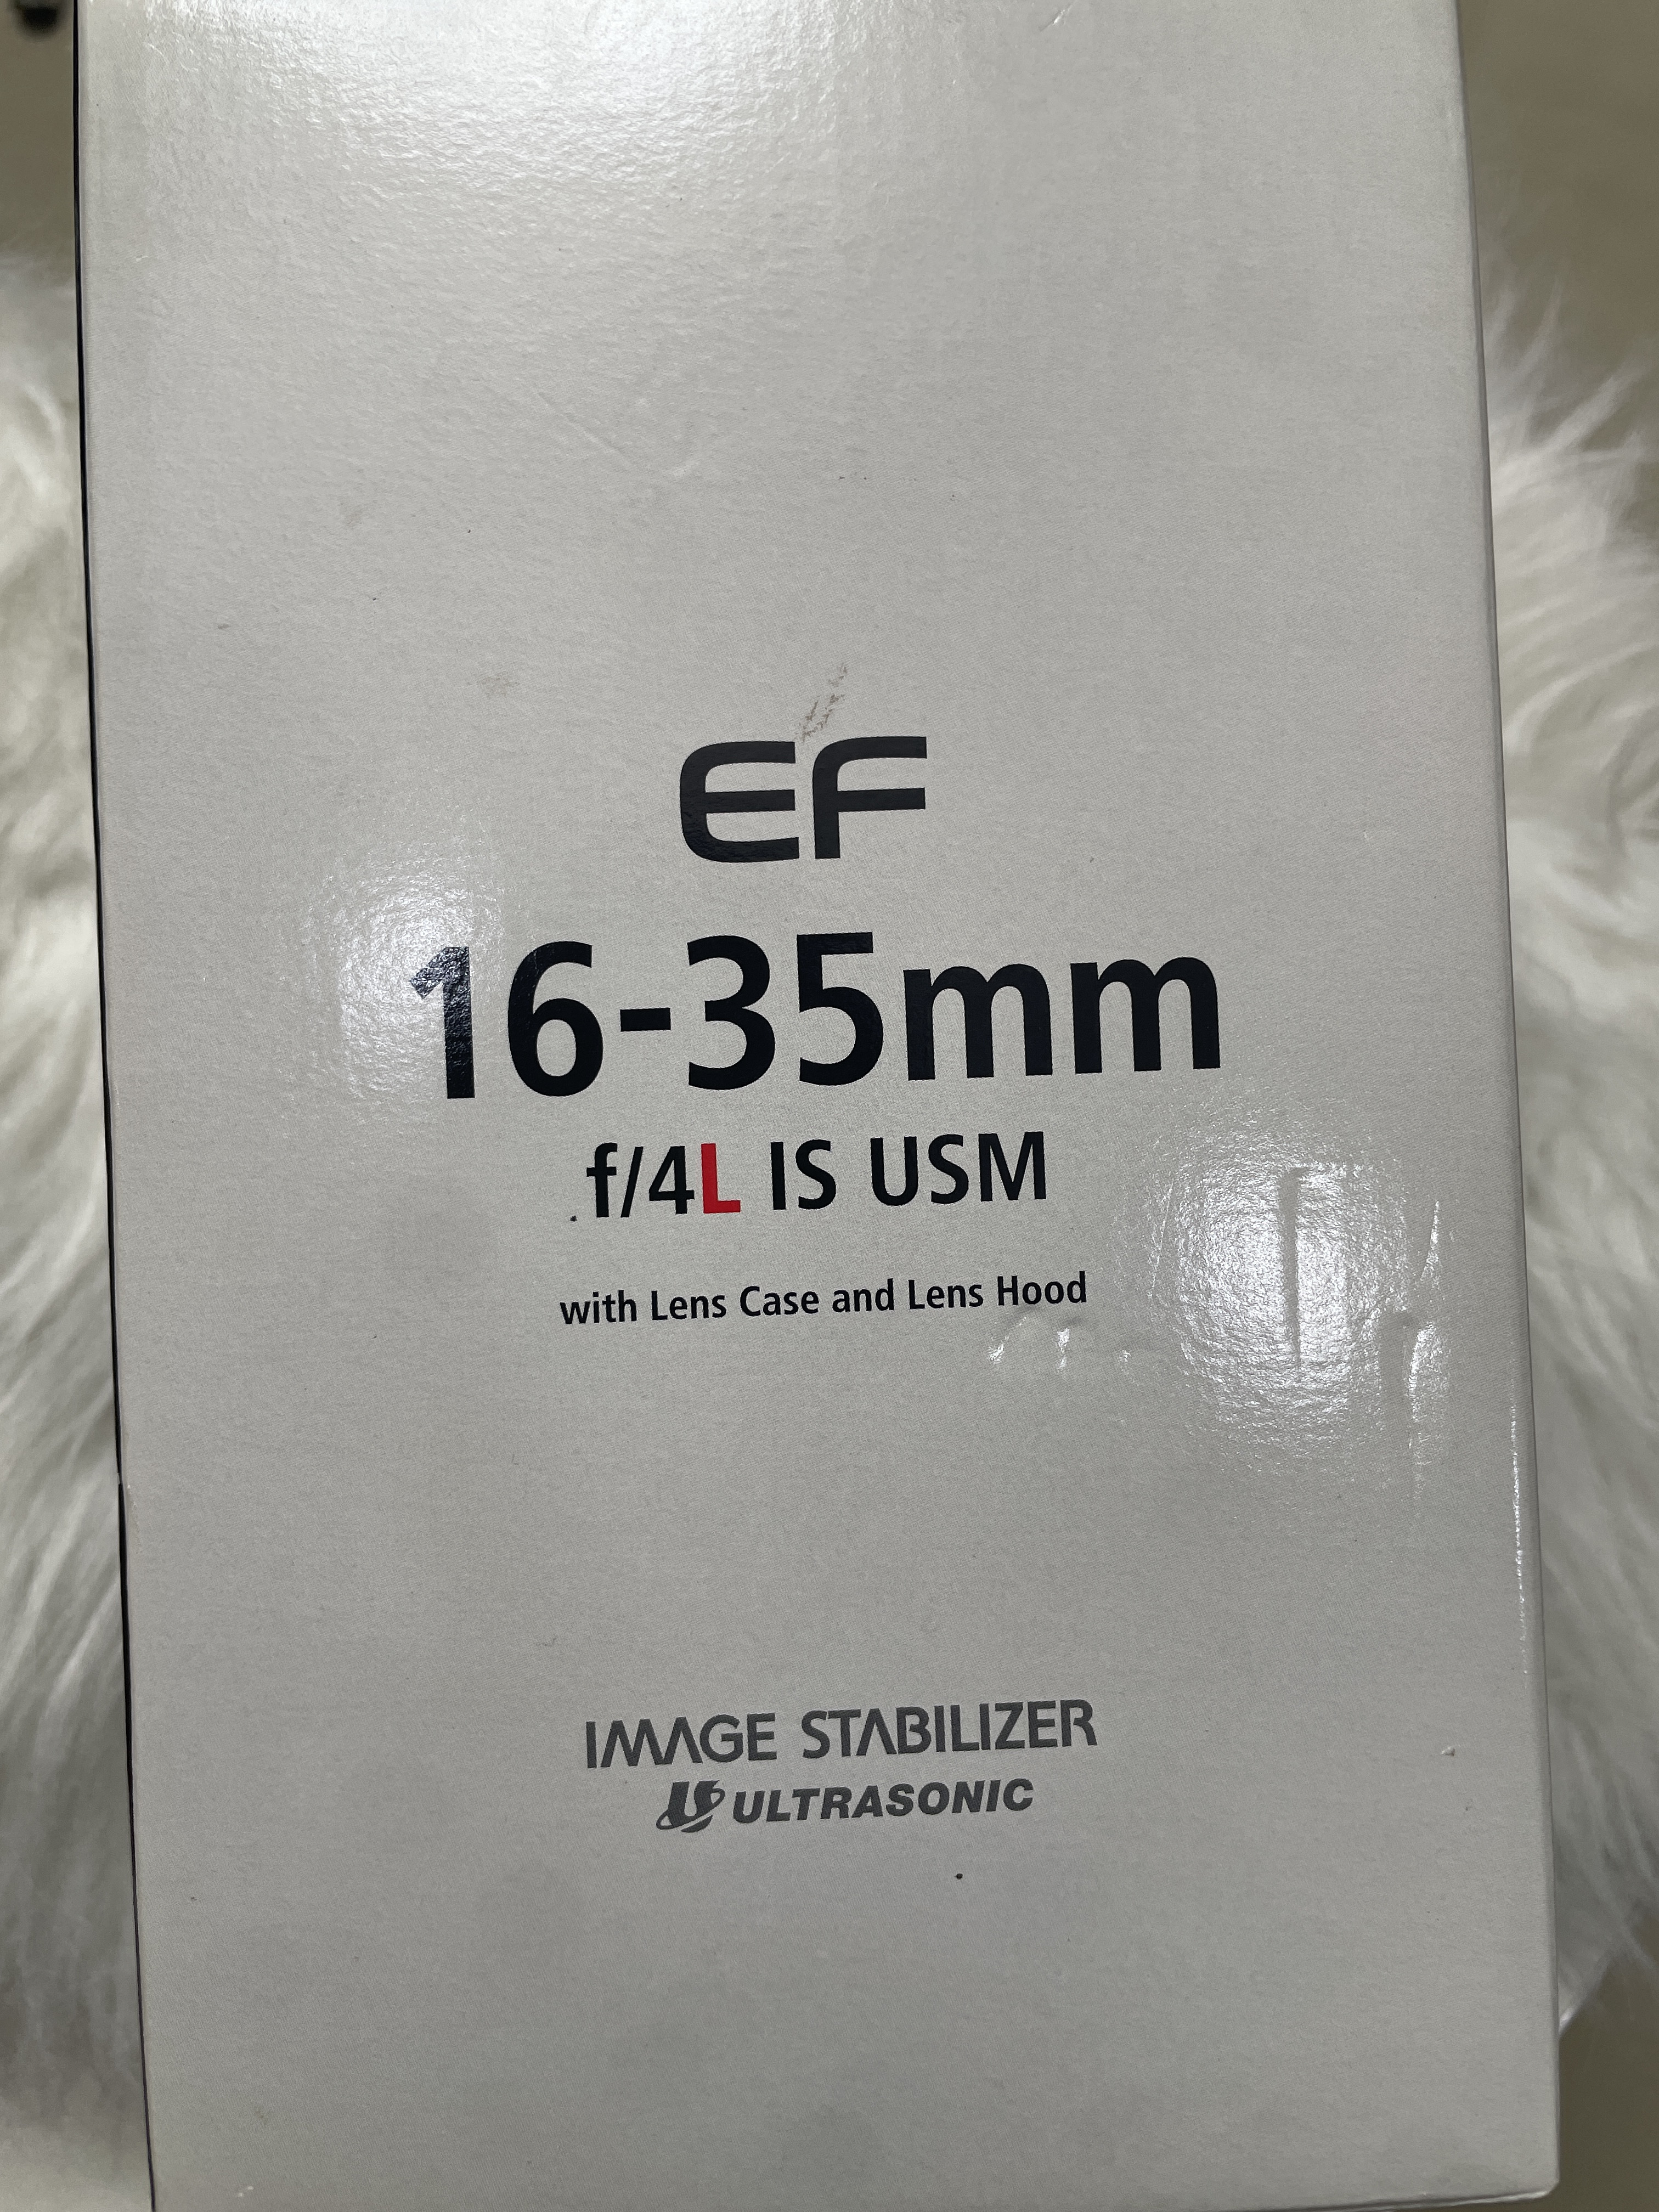 EF
16-35mm
f/4L IS USM
with Lens Case and Lens Hood
IMAGE STABILIZER
ULTRASONIC